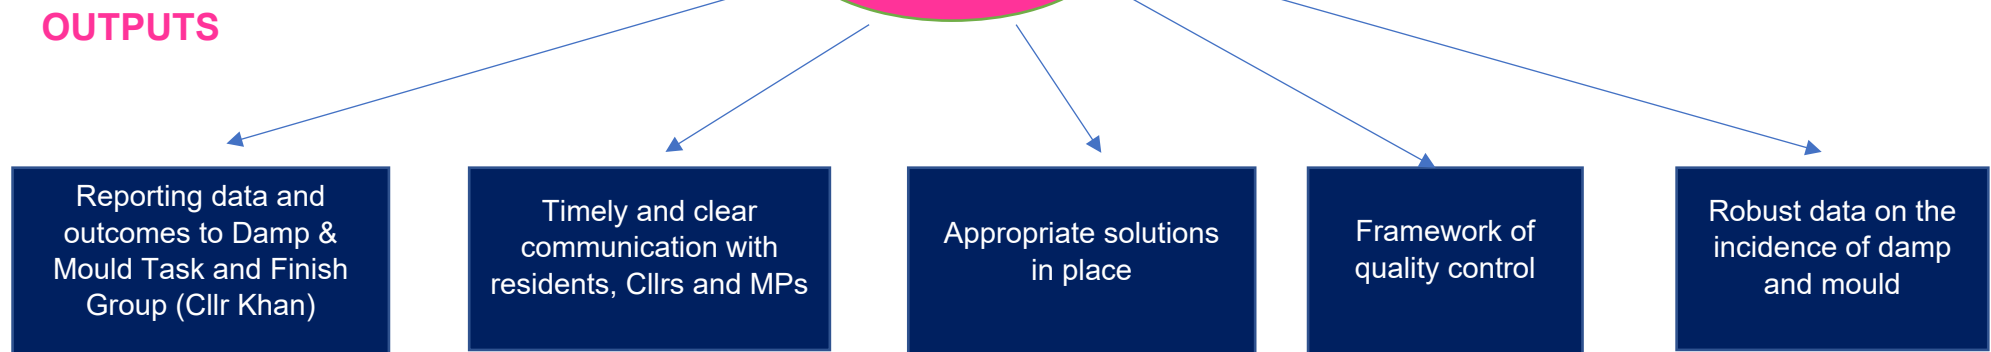 OUTPUTS
Reporting data and
outcomes to Damp &
Mould Task and Finish
Group (Cllr Khan)
Timely and clear
communication with
residents, Cllrs and MPs
Appropriate solutions
in place
Framework of
quality control
Robust data on the
incidence of damp
and mould